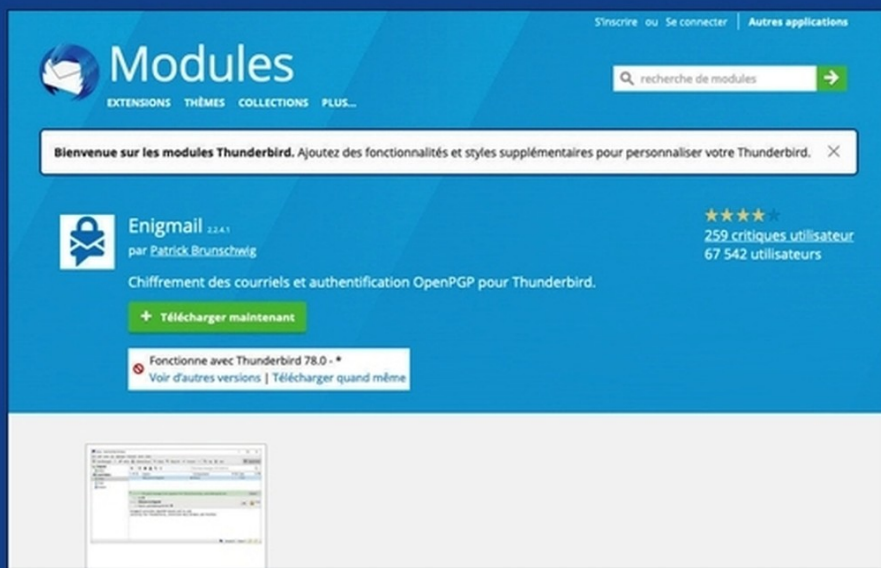 S'inscrire ou Se connecter | Autres applications
Modules
recherche de modules
EXTENSIONS THÈMES COLLECTIONS PLUS...
Bienvenue sur les modules Thunderbird. Ajoutez des fonctionnalités et styles supplémentaires pour personnaliser votre Thunderbird.
Enigmail 2.2.4.1
par Patrick Brunschwig
259 critiques utilisateur
67 542 utilisateurs
Chiffrement des courriels et authentification OpenPGP pour Thunderbird.
+ Télécharger maintenant
Fonctionne avec Thunderbird 78.0 - *
Voir d'autres versions | Télécharger quand même